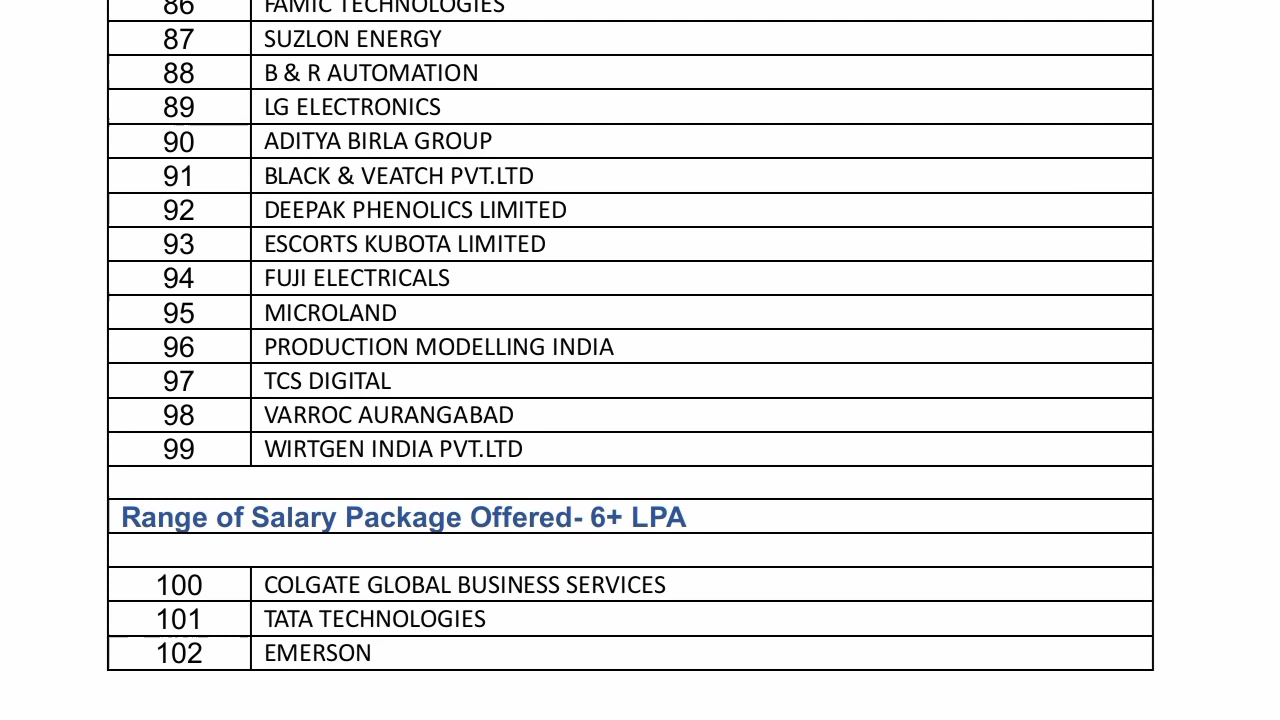 86 FAMIC TECHNOLOGIES
87 SUZLON ENERGY
88 B & R AUTOMATION
89 LG ELECTRONICS
90 ADITYA BIRLA GROUP
91 BLACK & VEATCH PVT.LTD
92 DEEPAK PHENOLICS LIMITED
93 ESCORTS KUBOTA LIMITED
94 FUJI ELECTRICALS
95 MICROLAND
96 PRODUCTION MODELLING INDIA
97 TCS DIGITAL
98 VARROC AURANGABAD
99 WIRTGEN INDIA PVT.LTD
Range of Salary Package Offered- 6+ LPA
100 COLGATE GLOBAL BUSINESS SERVICES
101 TATA TECHNOLOGIES
102 EMERSON